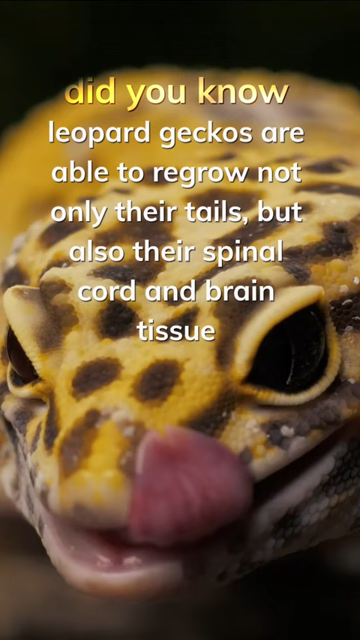 did you know
leopard geckos are
able to regrow not
only their tails, but
also their spinal
cord and brain
tissue